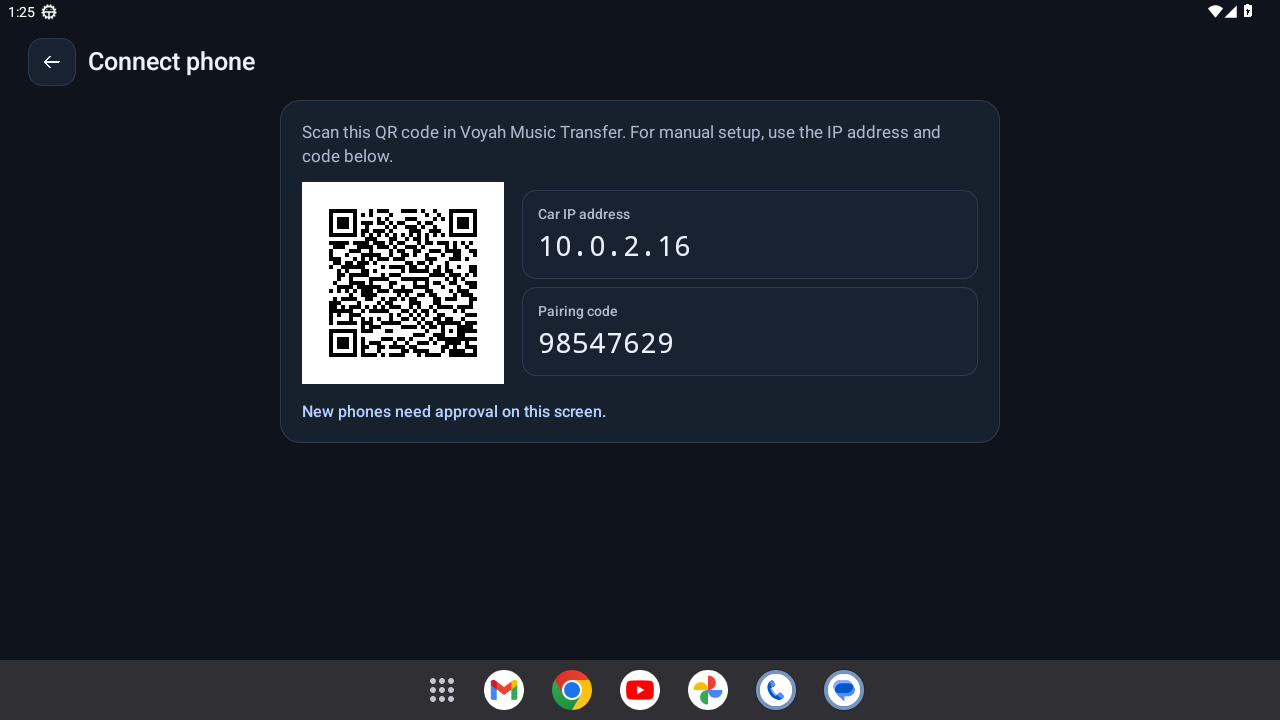 1:25
Connect phone
Scan this QR code in Voyah Music Transfer. For manual setup, use the IP address and
code below.
Car IP address
10.0.2.16
Pairing code
98547629
New phones need approval on this screen.